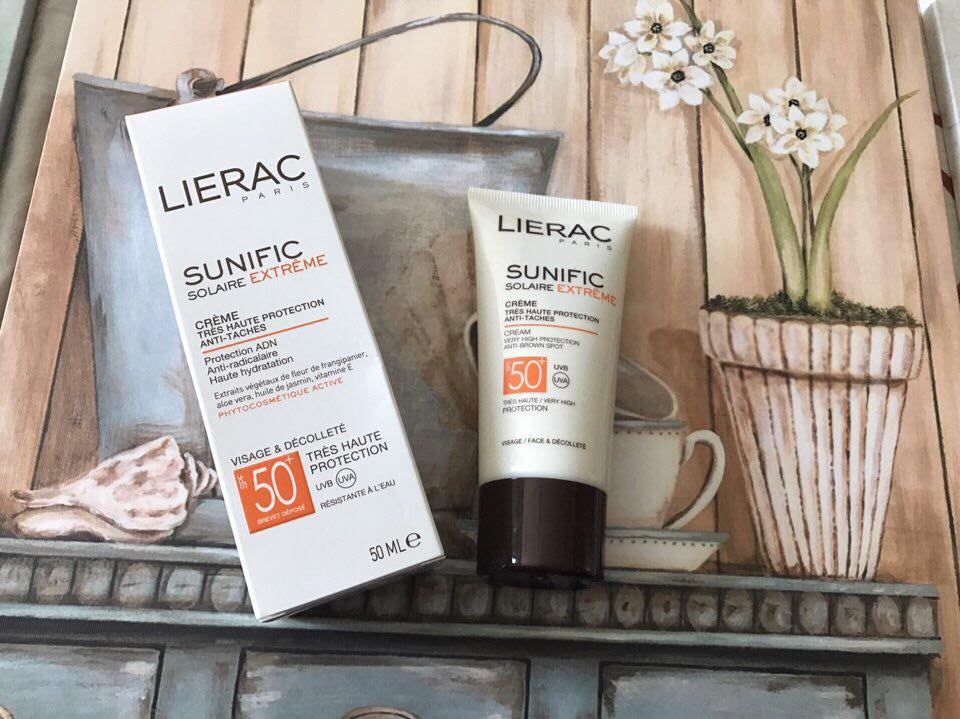 LIERAC
PARIS
SUNIFIC
SOLAIRE EXTRÊME
CRÈME
TRÈS HAUTE PROTECTION
ANTI-TACHES
Protection ADN
Anti-radicalaire
Haute hydratation
Extraits végétaux de fleur de frangipanier,
aloe vera, huile de jasmin, vitamine E
PHYTOCOSMÉTIQUE ACTIVE
VISAGE & DÉCOLLETÉ
SPF 50+
BREVET DÉPOSÉ
TRÈS HAUTE
PROTECTION
UVB UVA
RÉSISTANTE À L'EAU
50 ML e
LIERAC
PARIS
SUNIFIC
SOLAIRE EXTRÊME
CRÈME
TRÈS HAUTE PROTECTION
ANTI-TACHES
CREAM
VERY HIGH PROTECTION
ANTI-BROWN SPOT
SPF 50+
UVB
UVA
TRÈS HAUTE / VERY HIGH
PROTECTION
VISAGE / FACE & DÉCOLLETÉ